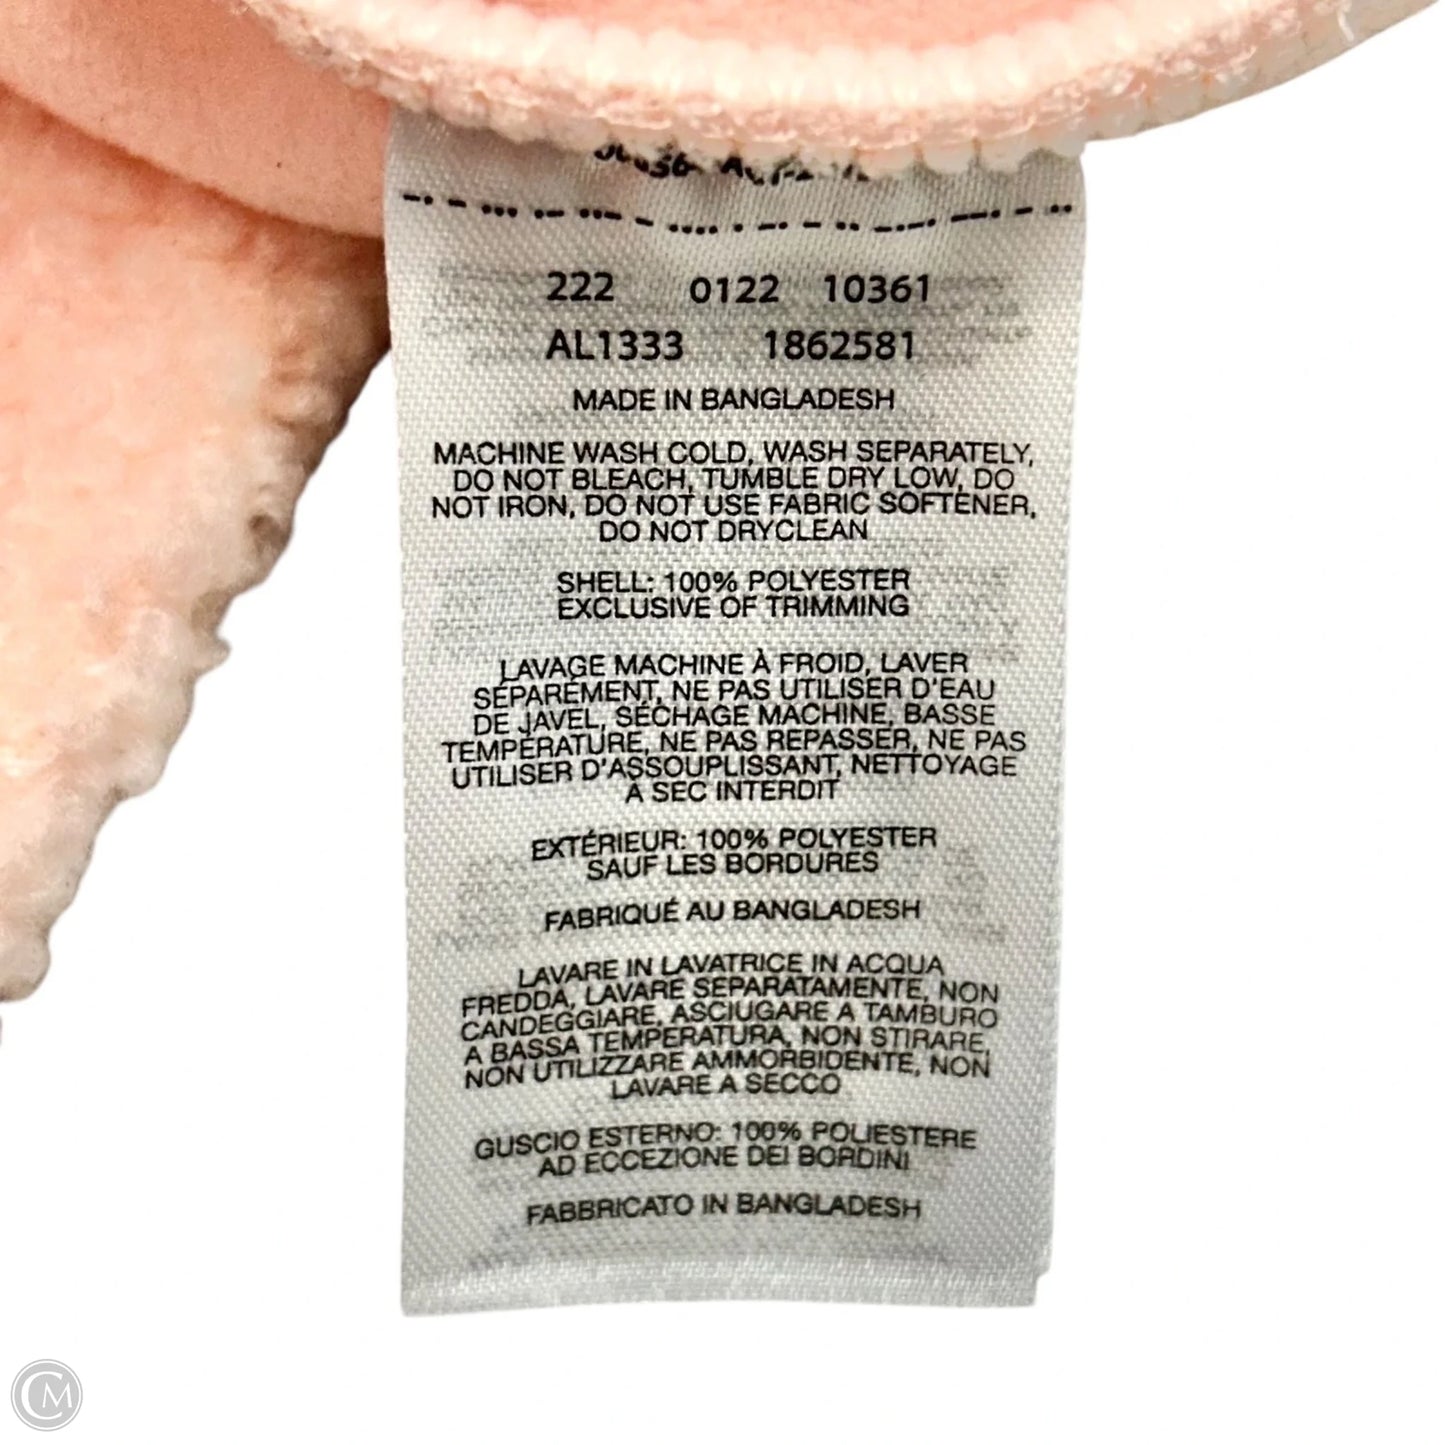 222 0122 10361
AL1333 1862581
MADE IN BANGLADESH
MACHINE WASH COLD, WASH SEPARATELY,
DO NOT BLEACH, TUMBLE DRY LOW, DO
NOT IRON, DO NOT USE FABRIC SOFTENER,
DO NOT DRYCLEAN
SHELL: 100% POLYESTER
EXCLUSIVE OF TRIMMING
LAVAGE MACHINE À FROID, LAVER
SÉPARÉMENT, NE PAS UTILISER D'EAU
DE JAVEL, SÉCHAGE MACHINE, BASSE
TEMPÉRATURE, NE PAS REPASSER, NE PAS
UTILISER D'ASSOUPLISSANT, NETTOYAGE
A SEC INTERDIT
EXTÉRIEUR: 100% POLYESTER
SAUF LES BORDURES
FABRIQUÉ AU BANGLADESH
LAVARE IN LAVATRICE IN ACQUA
FREDDA, LAVARE SEPARATAMENTE, NON
CANDEGGIARE, ASCIUGARE A TAMBURO
A BASSA TEMPERATURA, NON STIRARE,
NON UTILIZZARE AMMORBIDENTE, NON
LAVARE A SECCO
GUSCIO ESTERNO: 100% POLIESTERE
AD ECCEZIONE DEI BORDINI
FABBRICATO IN BANGLADESH
CM